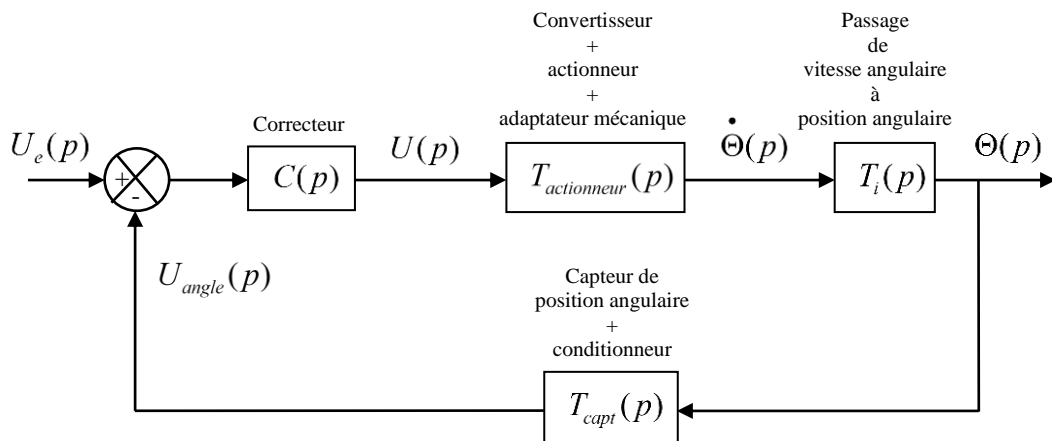 Convertisseur
+
actionneur
+
adaptateur mécanique
Passage
de
vitesse angulaire
à
position angulaire
Correcteur
U_e(p)
+
-
C(p)
U(p)
T_actionneur(p)
Θ̇(p)
T_i(p)
Θ(p)
U_angle(p)
Capteur de
position angulaire
+
conditionneur
T_capt(p)